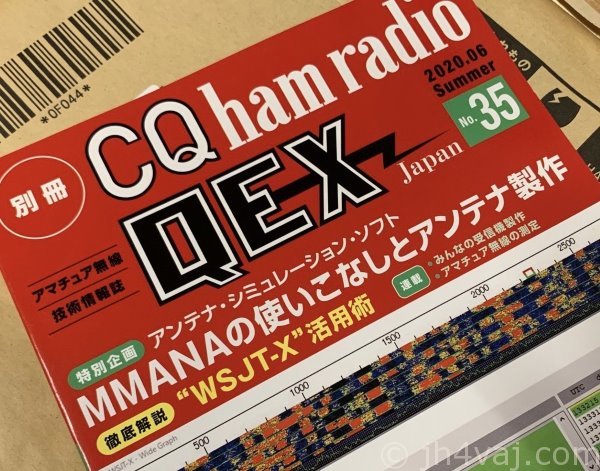 *0F044*
別冊
CQ ham radio
2020.06
Summer
QEX Japan
No.35
アマチュア無線
技術情報誌
特別企画
アンテナ・シミュレーション・ソフト
MMANAの使いこなしとアンテナ製作
徹底解説
“WSJT-X”活用術
連載
・みんなの受信機製作
・アマチュア無線の測定
WSJT-X - Wide Graph
500
1000
1500
2000
2500
UTC
© jh4vaj.com